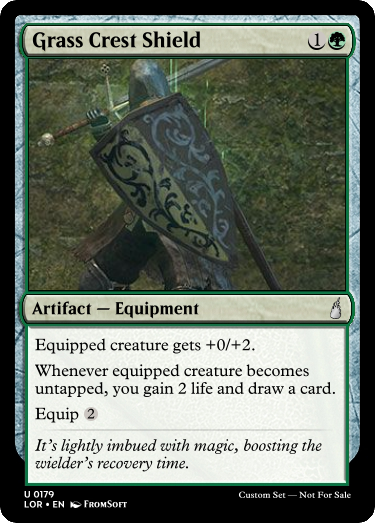 Grass Crest Shield 1
Artifact — Equipment
Equipped creature gets +0/+2.
Whenever equipped creature becomes
untapped, you gain 2 life and draw a card.
Equip 2
It's lightly imbued with magic, boosting the
wielder's recovery time.
U 0179
LOR • EN FROMSOFT
Custom Set — Not For Sale